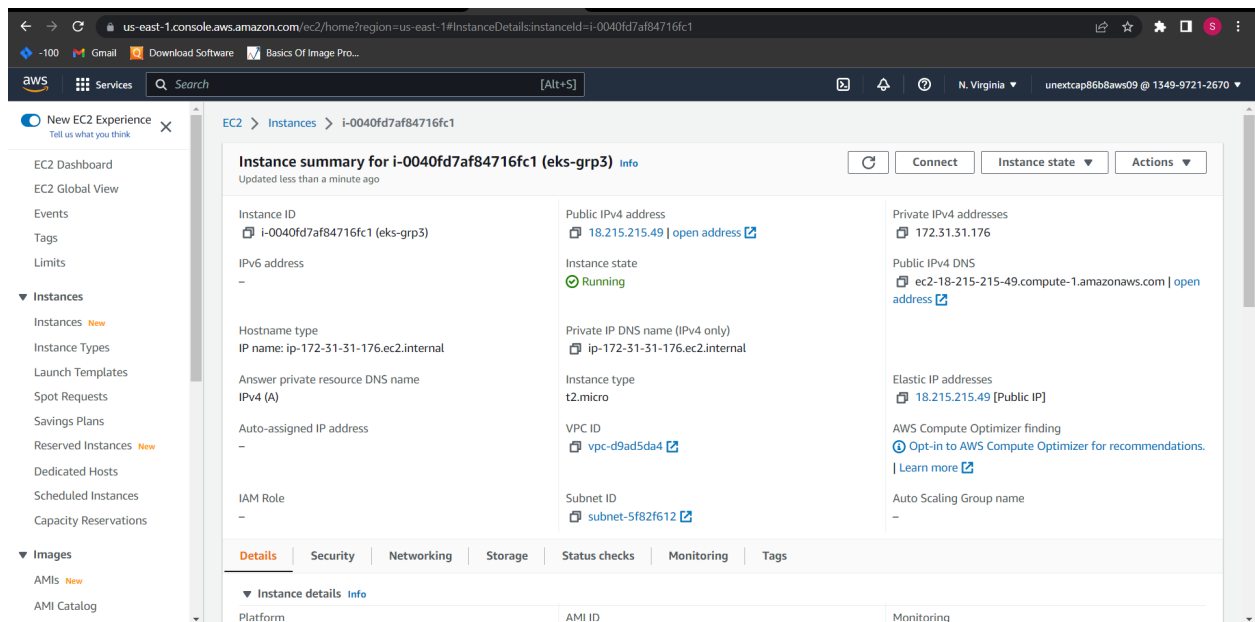 us-east-1.console.aws.amazon.com/ec2/home?region=us-east-1#InstanceDetails:instanceId=i-0040fd7af84716fc1
S
-100 Gmail Download Software Basics Of Image Pro...
aws Services Search [Alt+S] N. Virginia ▼ unextcap86b8aws09 @ 1349-9721-2670 ▼
New EC2 Experience
Tell us what you think
EC2 Dashboard
EC2 Global View
Events
Tags
Limits
Instances
Instances New
Instance Types
Launch Templates
Spot Requests
Savings Plans
Reserved Instances New
Dedicated Hosts
Scheduled Instances
Capacity Reservations
Images
AMIs New
AMI Catalog
EC2 > Instances > i-0040fd7af84716fc1
Instance summary for i-0040fd7af84716fc1 (eks-grp3) Info
Updated less than a minute ago
Connect Instance state ▼ Actions ▼
Instance ID
i-0040fd7af84716fc1 (eks-grp3)
Public IPv4 address
18.215.215.49 | open address
Private IPv4 addresses
172.31.31.176
IPv6 address
–
Instance state
Running
Public IPv4 DNS
ec2-18-215-215-49.compute-1.amazonaws.com | open
address
Hostname type
IP name: ip-172-31-31-176.ec2.internal
Private IP DNS name (IPv4 only)
ip-172-31-31-176.ec2.internal
Answer private resource DNS name
IPv4 (A)
Instance type
t2.micro
Elastic IP addresses
18.215.215.49 [Public IP]
Auto-assigned IP address
–
VPC ID
vpc-d9ad5da4
AWS Compute Optimizer finding
Opt-in to AWS Compute Optimizer for recommendations.
| Learn more
IAM Role
–
Subnet ID
subnet-5f82f612
Auto Scaling Group name
–
Details Security Networking Storage Status checks Monitoring Tags
Instance details Info
Platform AMI ID Monitoring